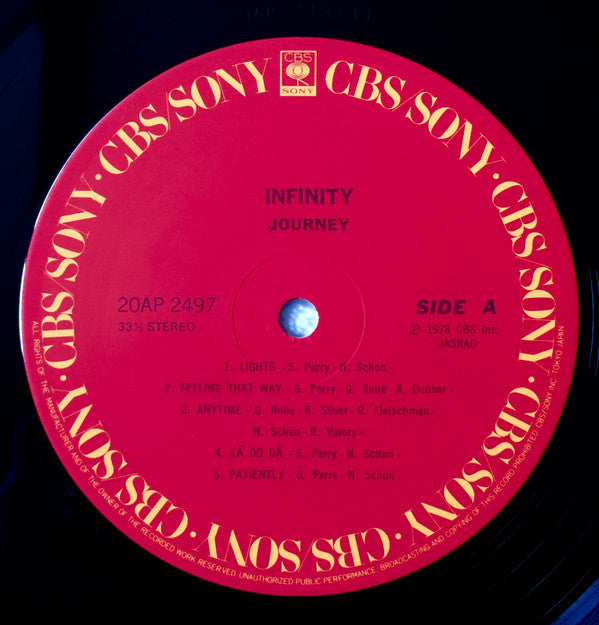 CBS
SONY
CBS/SONY · CBS/SONY · CBS/SONY · CBS/SONY · CBS/SONY · CBS/SONY · CBS/SONY · CBS/SONY
INFINITY
JOURNEY
20AP 2497
33⅓ STEREO
SIDE A
℗ 1978 CBS Inc.
JASRAC
1. LIGHTS - S. Perry - N. Schon -
2. FEELING THAT WAY - S. Perry - G. Rolie - A. Dunbar -
3. ANYTIME - G. Rolie - R. Silver - R. Fleischman -
N. Schon - R. Valory -
4. LĀ DO DĀ - S. Perry - N. Schon -
5. PATIENTLY - S. Perry - N. Schon -
ALL RIGHTS OF THE MANUFACTURER AND OF THE OWNER OF THE RECORDED WORK RESERVED. UNAUTHORIZED PUBLIC PERFORMANCE, BROADCASTING AND COPYING OF THIS RECORD PROHIBITED. CBS/SONY INC. TOKYO JAPAN